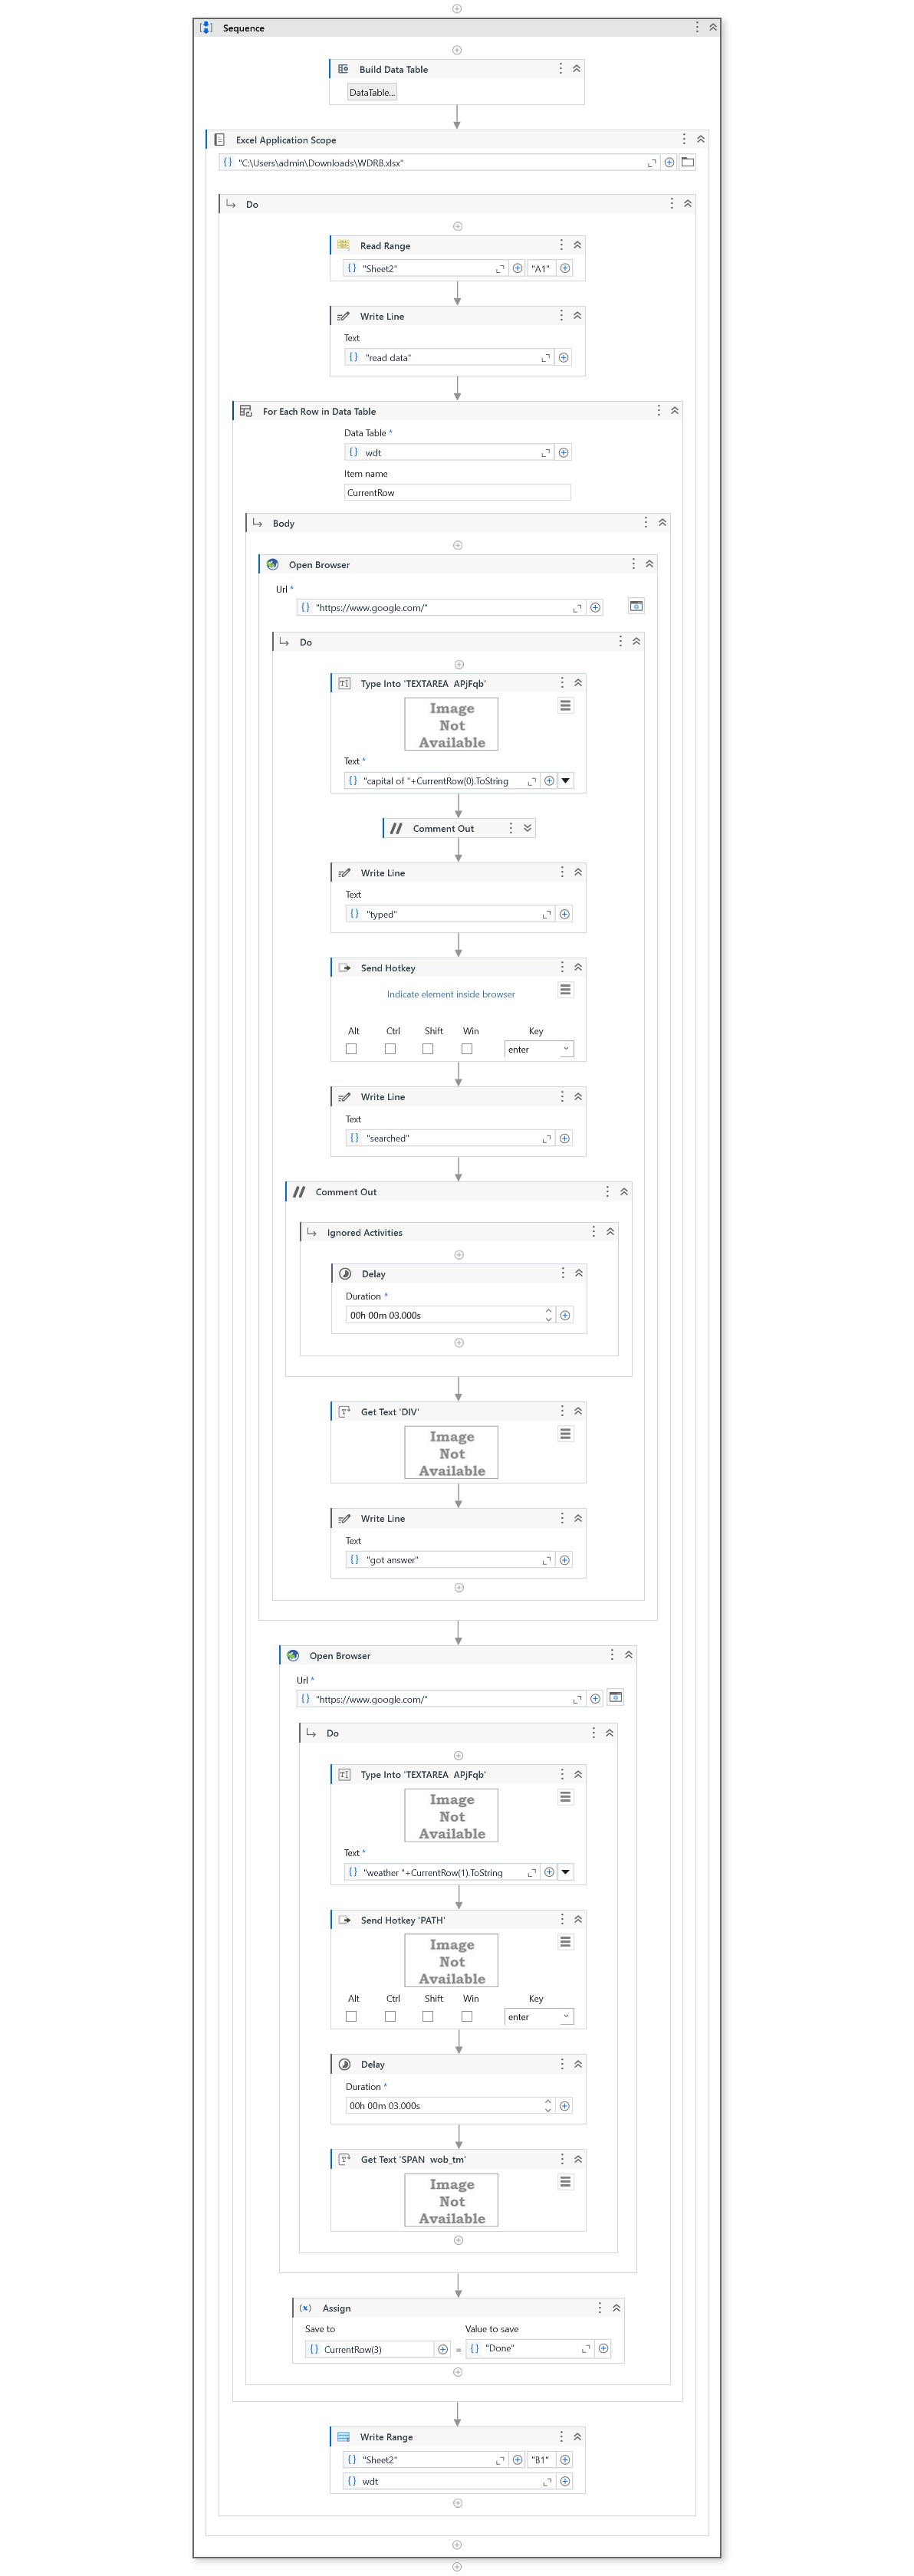 Sequence
Build Data Table
DataTable...
Excel Application Scope
"C:\Users\admin\Downloads\WDRB.xlsx"
Do
Read Range
"Sheet2" "A1"
Write Line
Text
"read data"
For Each Row in Data Table
Data Table *
wdt
Item name
CurrentRow
Body
Open Browser
Url *
"https://www.google.com/"
Do
Type Into 'TEXTAREA APjFqb'
Image
Not
Available
Text *
"capital of "+CurrentRow(0).ToString
// Comment Out
Write Line
Text
"typed"
Send Hotkey
Indicate element inside browser
Alt Ctrl Shift Win Key
enter
Write Line
Text
"searched"
// Comment Out
Ignored Activities
Delay
Duration *
00h 00m 03.000s
Get Text 'DIV'
Image
Not
Available
Write Line
Text
"got answer"
Open Browser
Url *
"https://www.google.com/"
Do
Type Into 'TEXTAREA APjFqb'
Image
Not
Available
Text *
"weather "+CurrentRow(1).ToString
Send Hotkey 'PATH'
Image
Not
Available
Alt Ctrl Shift Win Key
enter
Delay
Duration *
00h 00m 03.000s
Get Text 'SPAN wob_tm'
Image
Not
Available
Assign
Save to Value to save
CurrentRow(3) = "Done"
Write Range
"Sheet2" "B1"
wdt